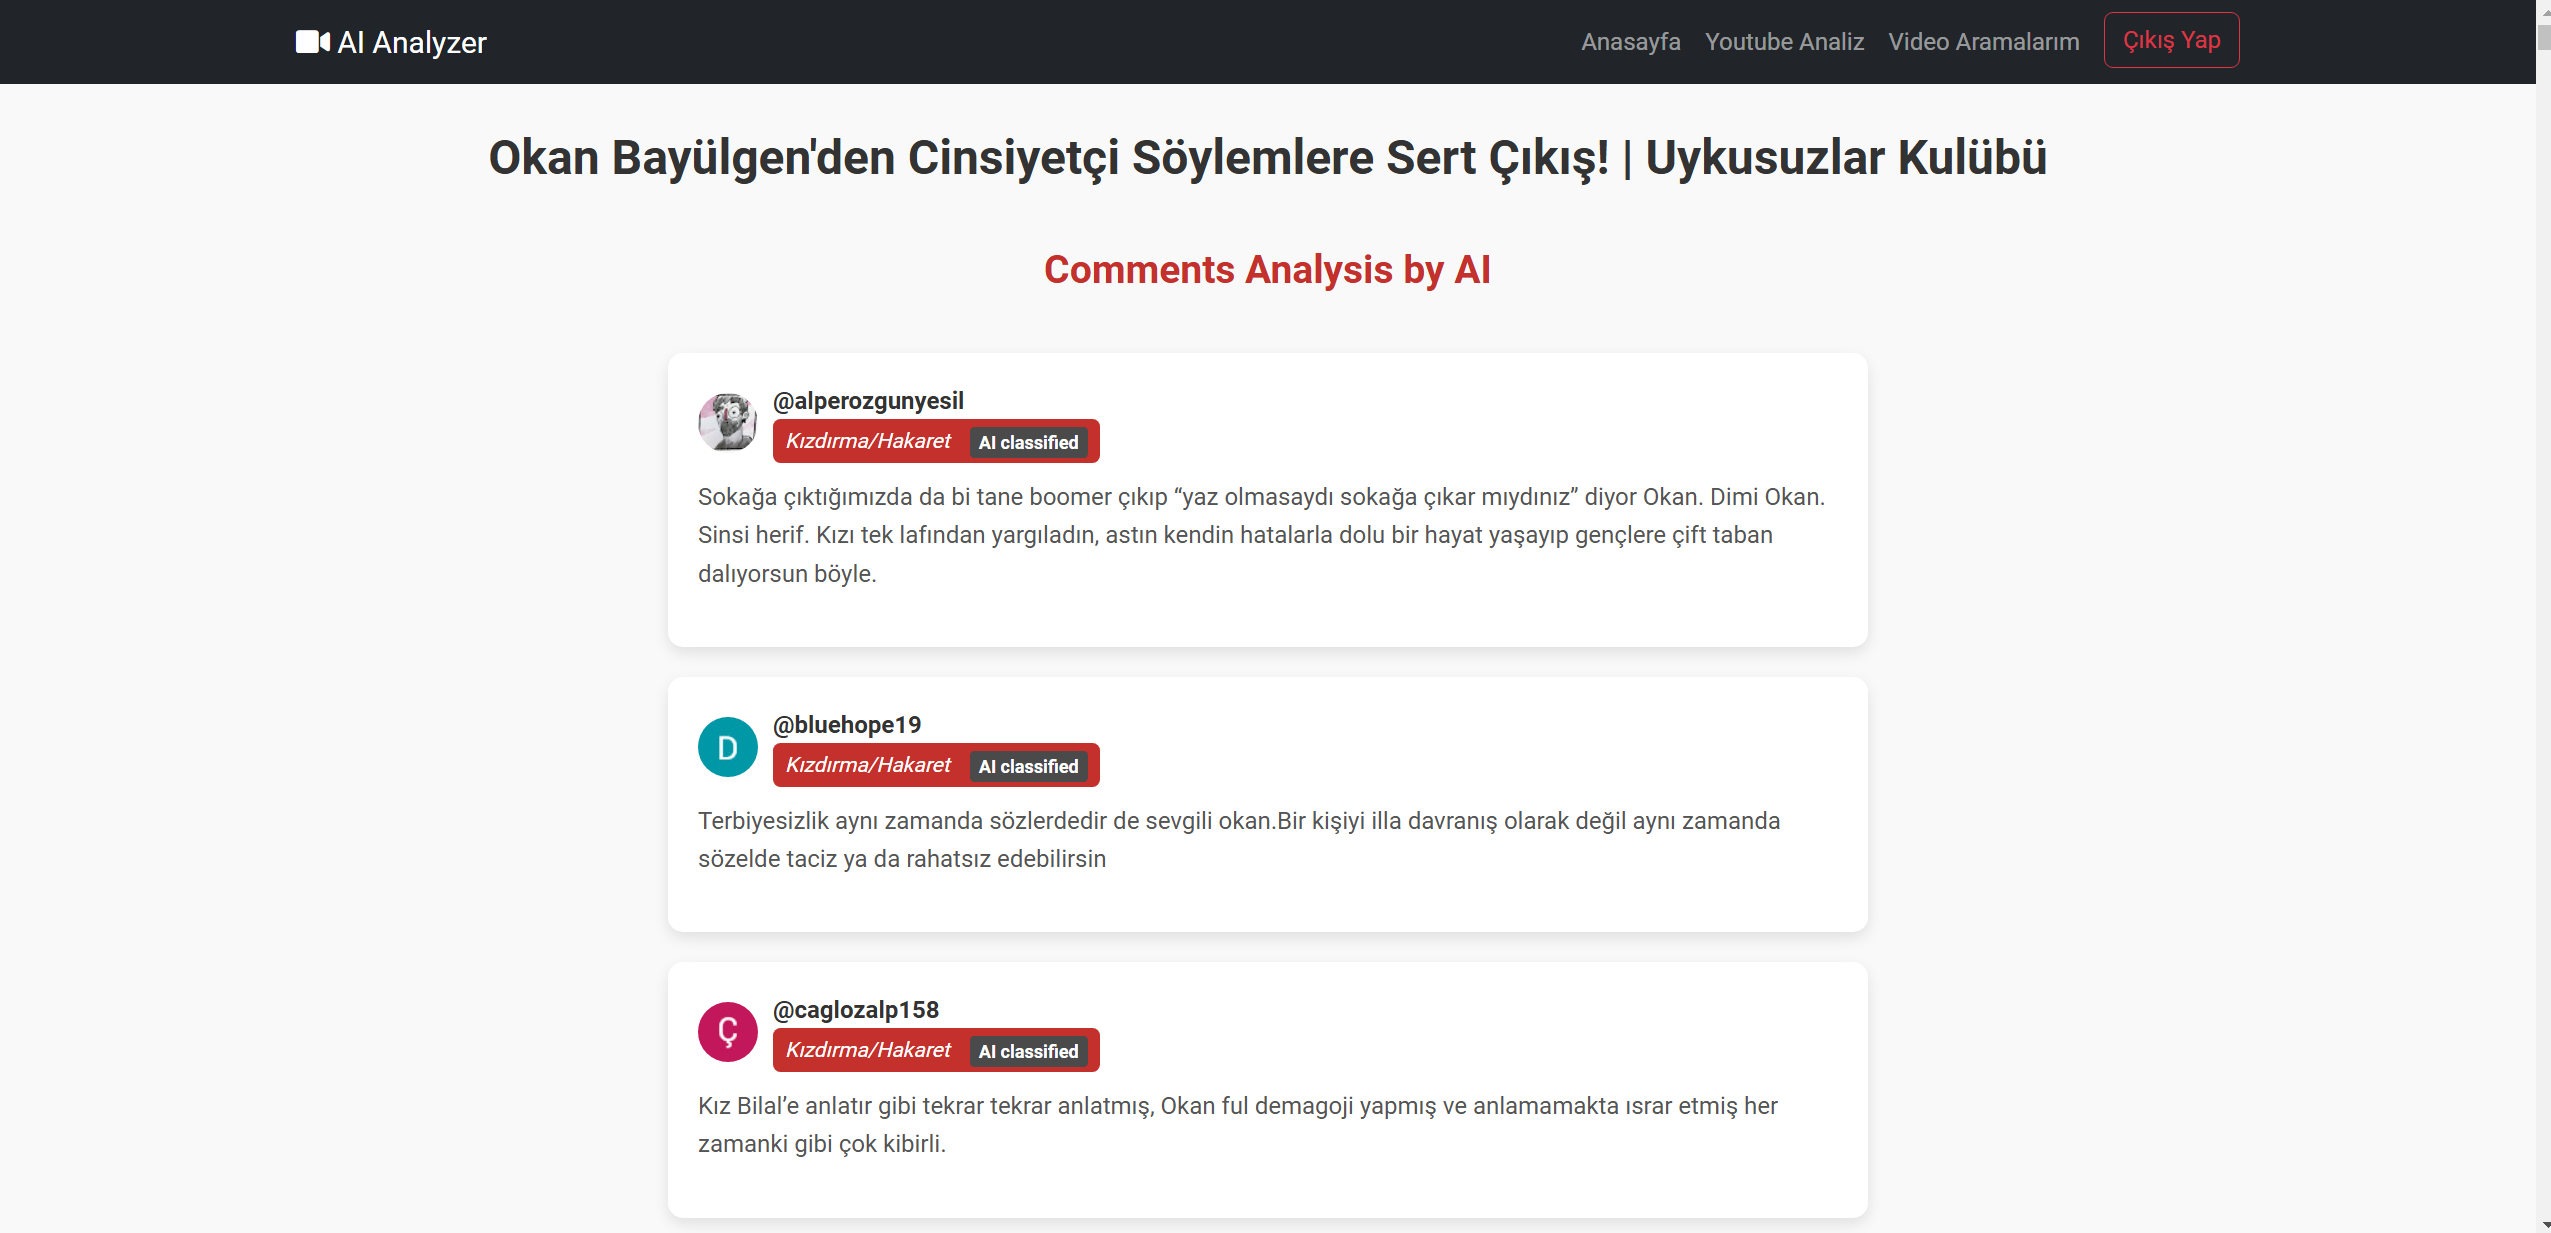 AI Analyzer
Anasayfa Youtube Analiz Video Aramalarım Çıkış Yap
Okan Bayülgen'den Cinsiyetçi Söylemlere Sert Çıkış! | Uykusuzlar Kulübü
Comments Analysis by AI
@alperozgunyesil
Kızdırma/Hakaret AI classified
Sokağa çıktığımızda da bi tane boomer çıkıp “yaz olmasaydı sokağa çıkar mıydınız” diyor Okan. Dimi Okan.
Sinsi herif. Kızı tek lafından yargıladın, astın kendin hatalarla dolu bir hayat yaşayıp gençlere çift taban
dalıyorsun böyle.
D
@bluehope19
Kızdırma/Hakaret AI classified
Terbiyesizlik aynı zamanda sözlerdedir de sevgili okan.Bir kişiyi illa davranış olarak değil aynı zamanda
sözelde taciz ya da rahatsız edebilirsin
Ç
@caglozalp158
Kızdırma/Hakaret AI classified
Kız Bilal’e anlatır gibi tekrar tekrar anlatmış, Okan ful demagoji yapmış ve anlamamakta ısrar etmiş her
zamanki gibi çok kibirli.